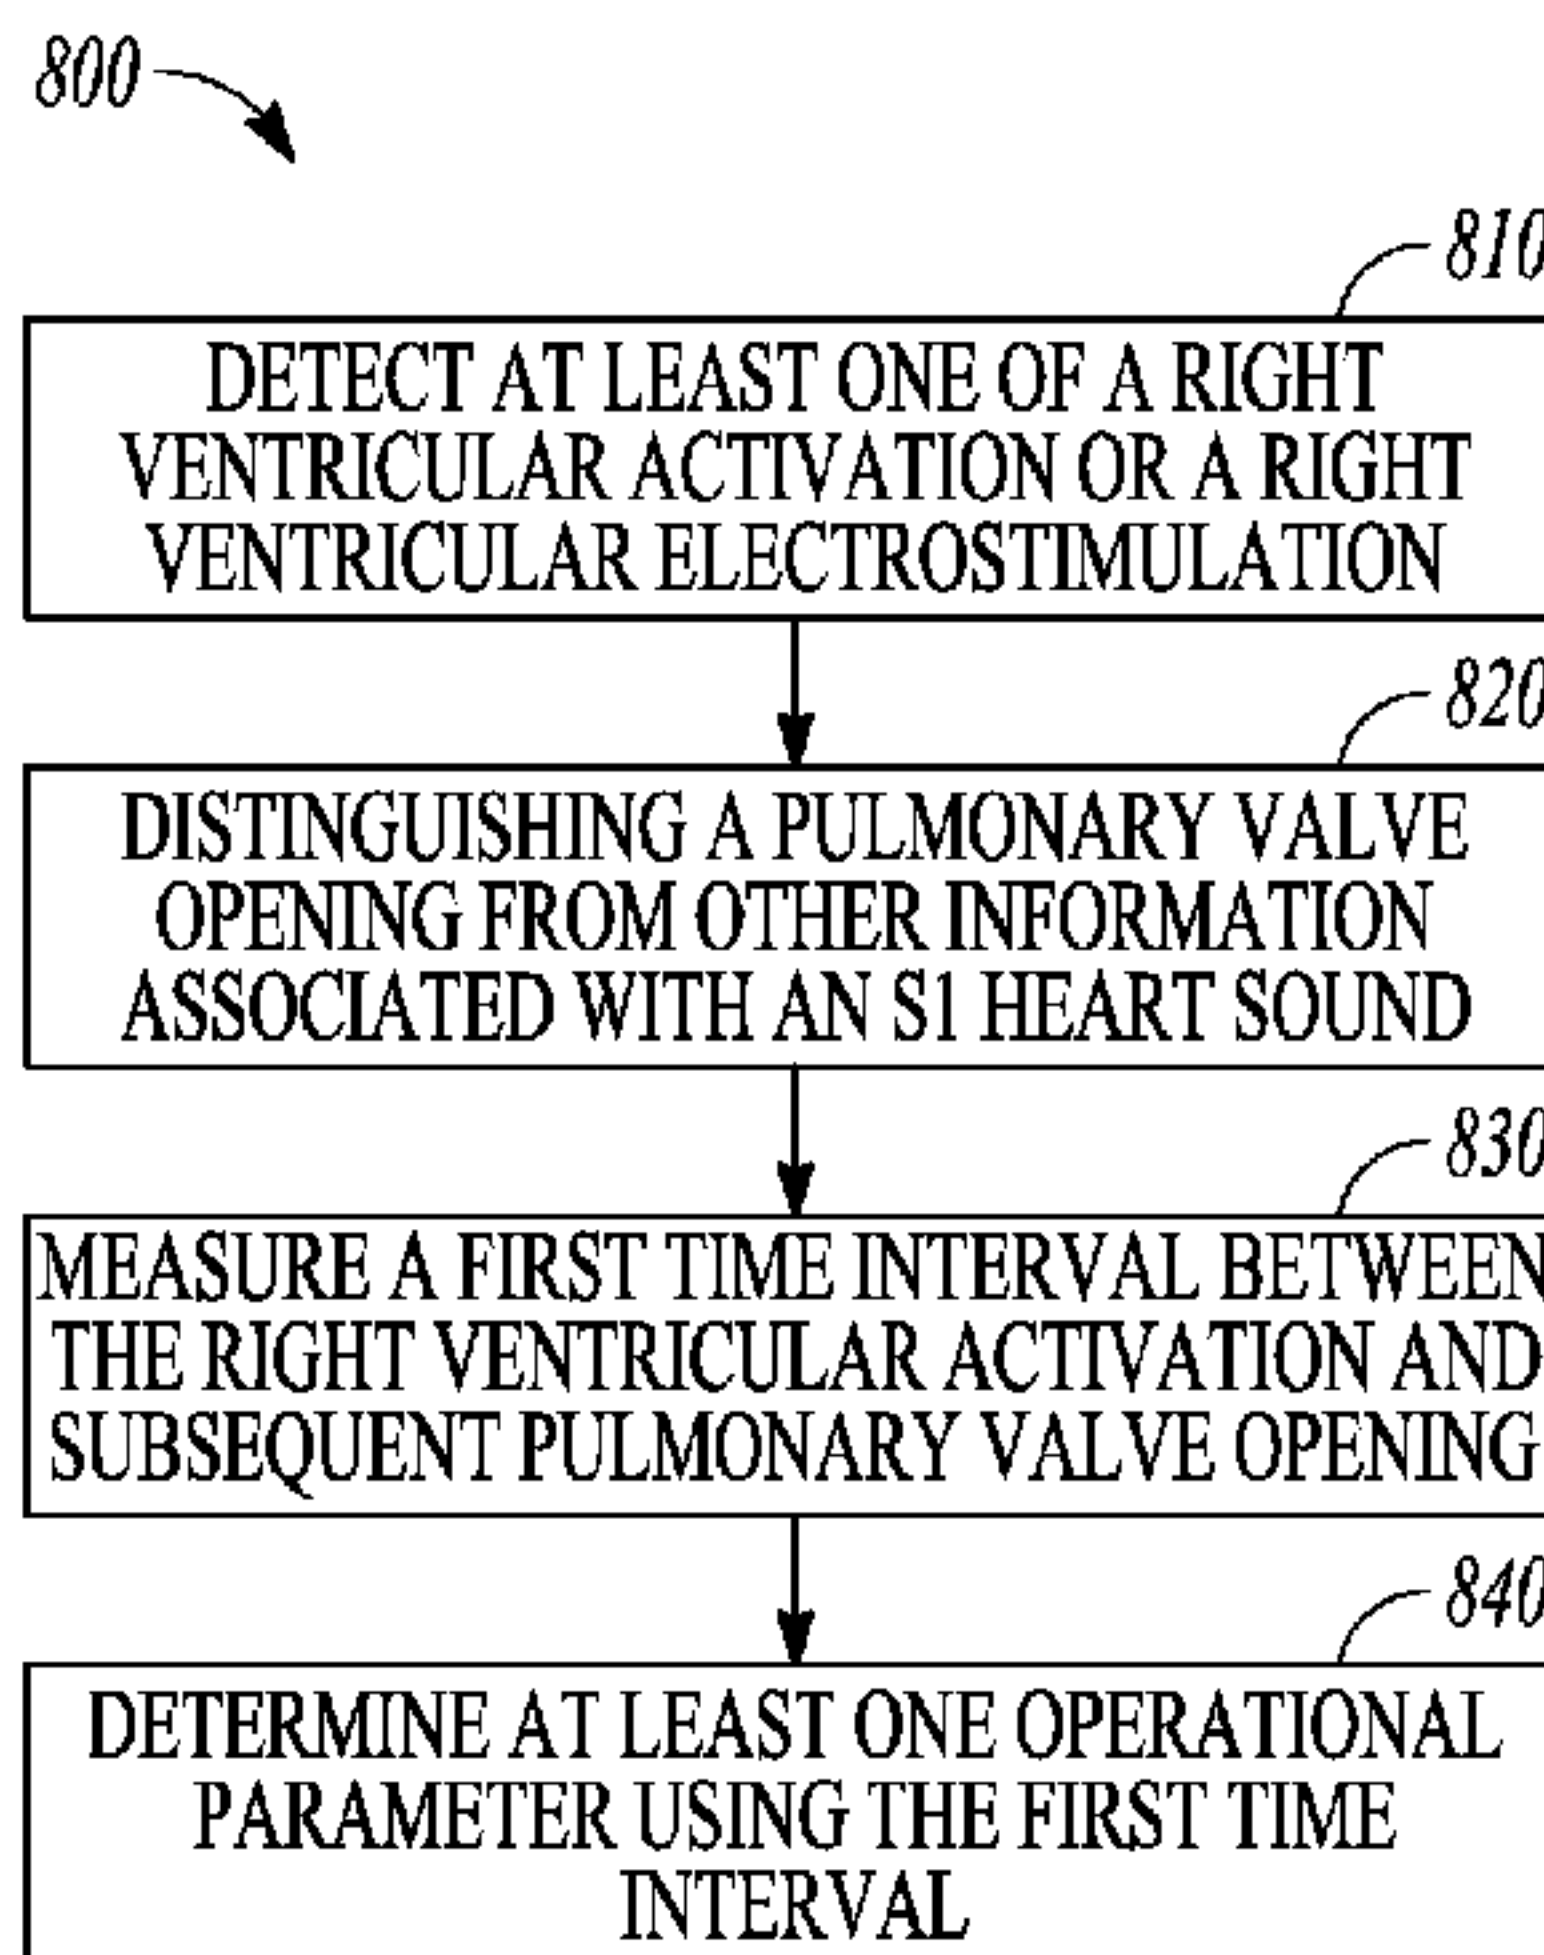 800
810
DETECT AT LEAST ONE OF A RIGHT
VENTRICULAR ACTIVATION OR A RIGHT
VENTRICULAR ELECTROSTIMULATION
820
DISTINGUISHING A PULMONARY VALVE
OPENING FROM OTHER INFORMATION
ASSOCIATED WITH AN S1 HEART SOUND
830
MEASURE A FIRST TIME INTERVAL BETWEEN
THE RIGHT VENTRICULAR ACTIVATION AND
SUBSEQUENT PULMONARY VALVE OPENING
840
DETERMINE AT LEAST ONE OPERATIONAL
PARAMETER USING THE FIRST TIME
INTERVAL